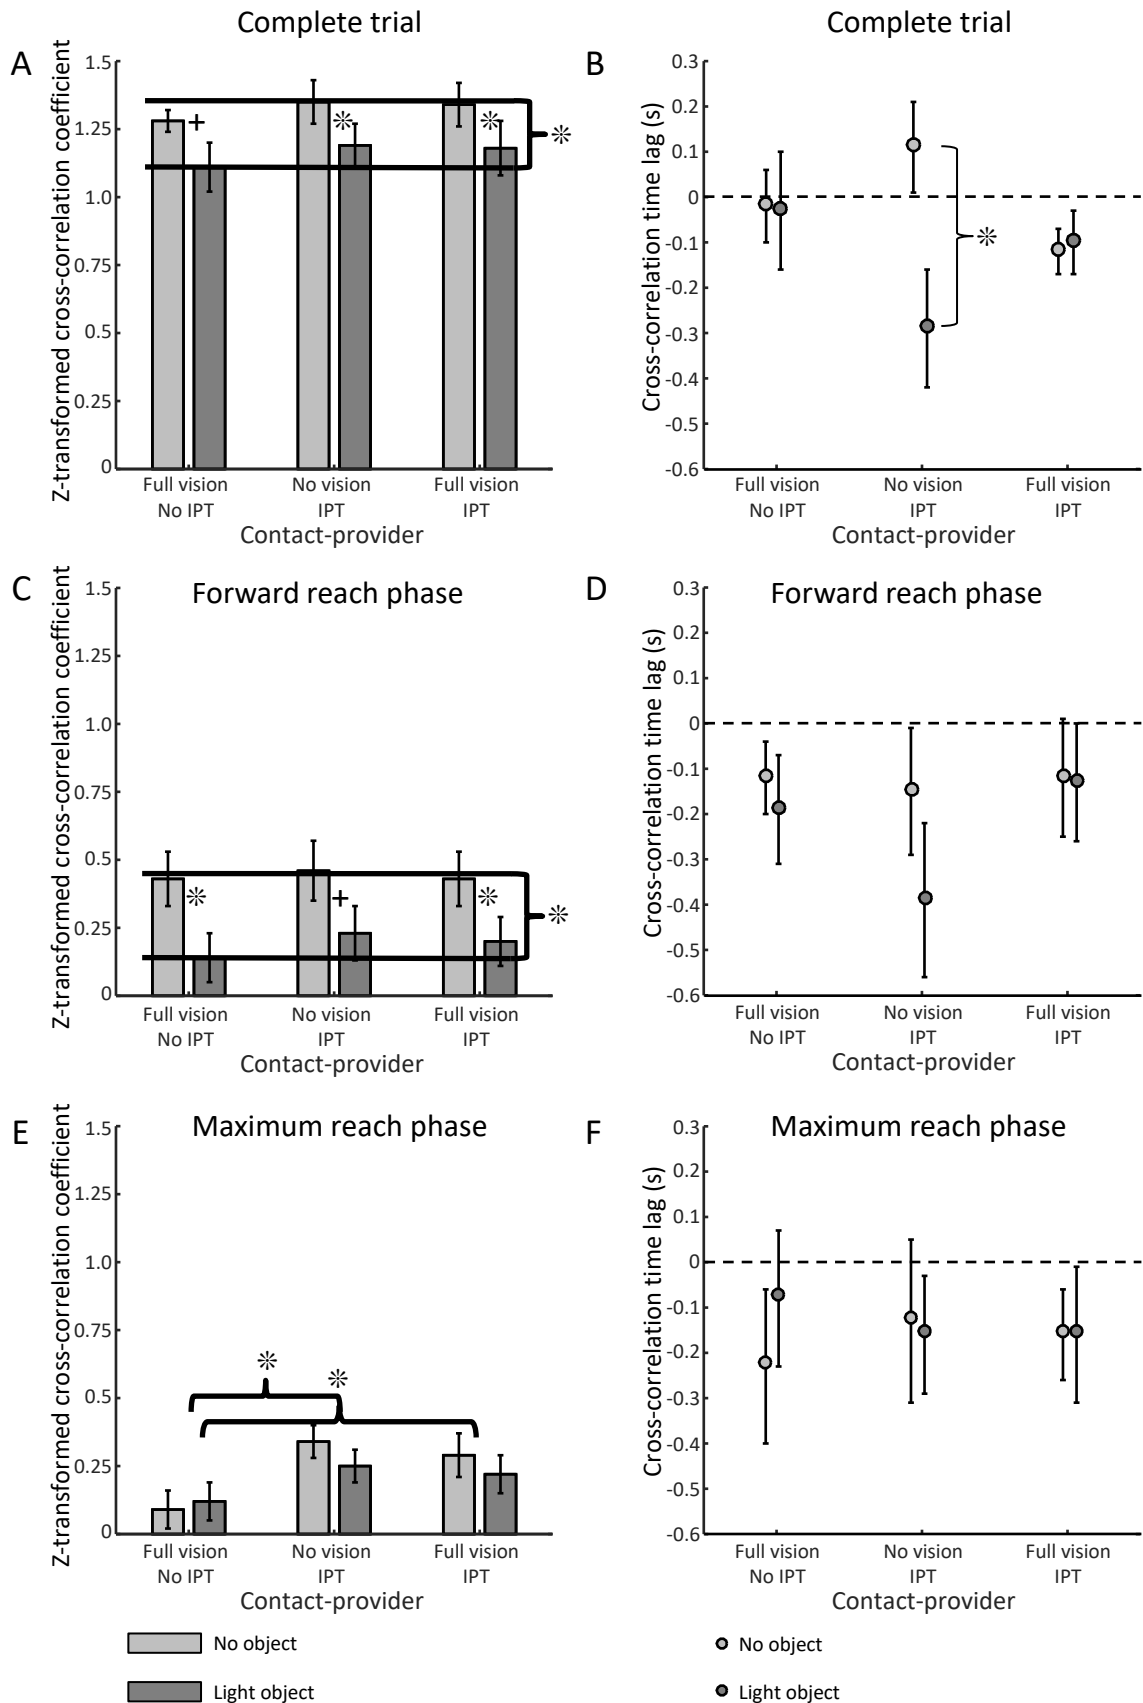 Complete trial
A
Z-transformed cross-correlation coefficient
1.5
1.25
1.0
0.75
0.5
0.25
0
+
❊
❊
❊
Full vision
No IPT
No vision
IPT
Full vision
IPT
Contact-provider
Complete trial
B
Cross-correlation time lag (s)
0.3
0.2
0.1
0
-0.1
-0.2
-0.3
-0.4
-0.5
-0.6
❊
Full vision
No IPT
No vision
IPT
Full vision
IPT
Contact-provider
C
Forward reach phase
Z-transformed cross-correlation coefficient
1.5
1.25
1.0
0.75
0.5
0.25
0
❊
+
❊
❊
Full vision
No IPT
No vision
IPT
Full vision
IPT
Contact-provider
D
Forward reach phase
Cross-correlation time lag (s)
0.3
0.2
0.1
0
-0.1
-0.2
-0.3
-0.4
-0.5
-0.6
Full vision
No IPT
No vision
IPT
Full vision
IPT
Contact-provider
E
Maximum reach phase
Z-transformed cross-correlation coefficient
1.5
1.25
1.0
0.75
0.5
0.25
0
❊
❊
Full vision
No IPT
No vision
IPT
Full vision
IPT
Contact-provider
F
Maximum reach phase
Cross-correlation time lag (s)
0.3
0.2
0.1
0
-0.1
-0.2
-0.3
-0.4
-0.5
-0.6
Full vision
No IPT
No vision
IPT
Full vision
IPT
Contact-provider
No object
Light object
No object
Light object